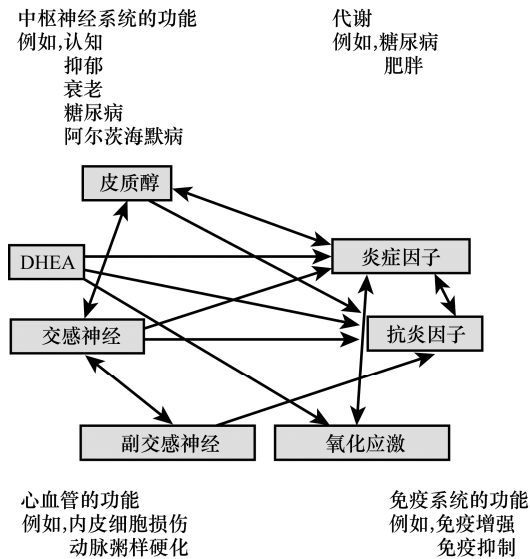 中枢神经系统的功能
例如,认知
抑郁
衰老
糖尿病
阿尔茨海默病
代谢
例如,糖尿病
肥胖
皮质醇
DHEA
炎症因子
交感神经
抗炎因子
副交感神经
氧化应激
心血管的功能
例如,内皮细胞损伤
动脉粥样硬化
免疫系统的功能
例如,免疫增强
免疫抑制